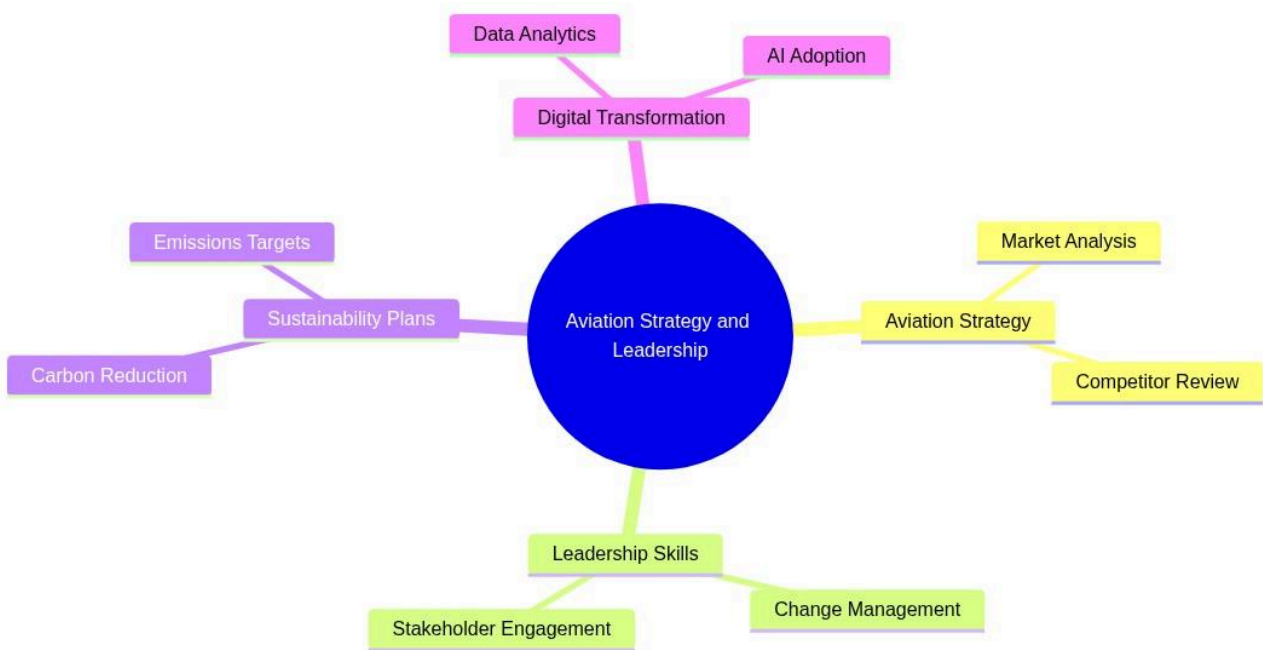 Data Analytics
AI Adoption
Digital Transformation
Emissions Targets
Market Analysis
Sustainability Plans
Aviation Strategy and
Leadership
Aviation Strategy
Carbon Reduction
Competitor Review
Leadership Skills
Stakeholder Engagement
Change Management